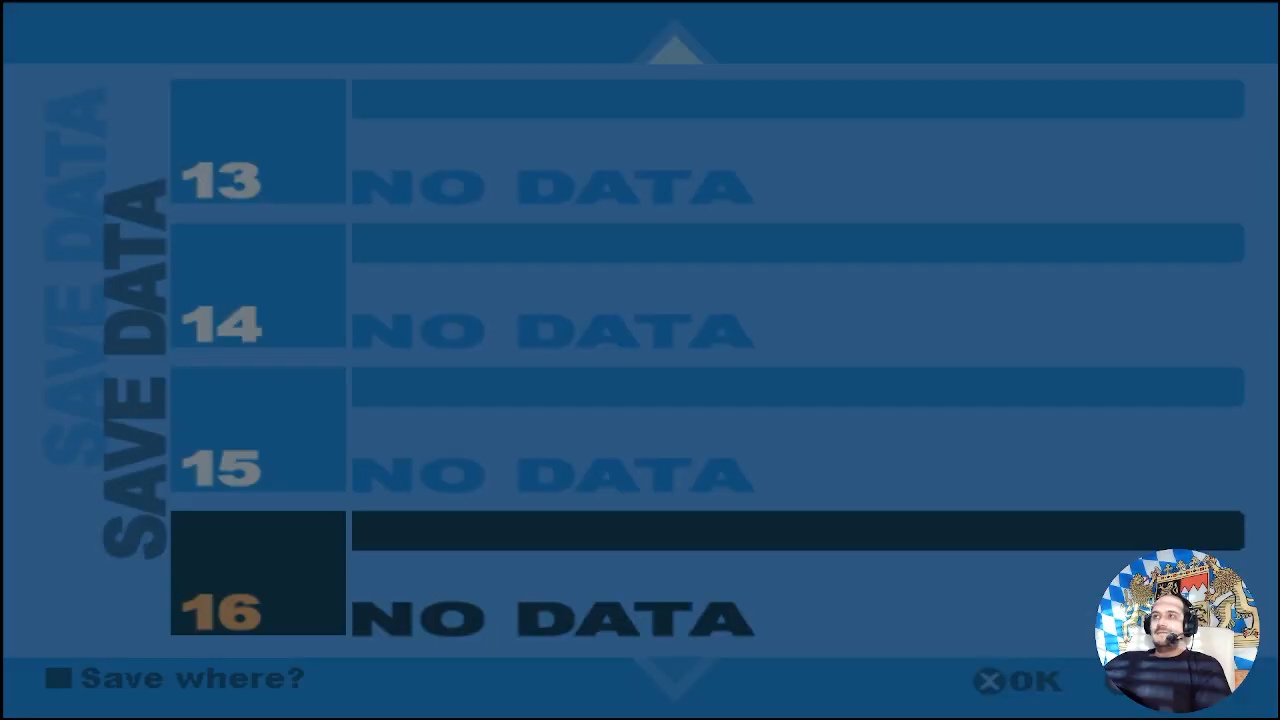 SAVE DATA
SAVE DATA
13
NO DATA
14
NO DATA
15
NO DATA
16
NO DATA
Save where?
OK